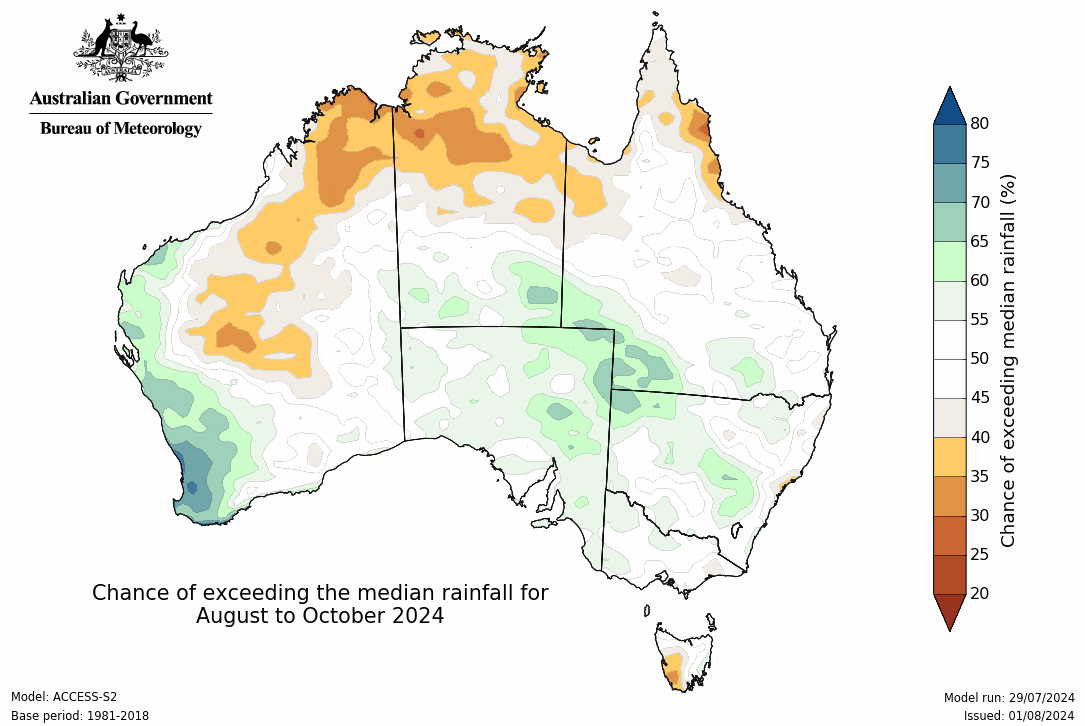 Australian Government
Bureau of Meteorology
80
75
70
65
60
55
50
45
40
35
30
25
20
Chance of exceeding median rainfall (%)
Chance of exceeding the median rainfall for
August to October 2024
Model: ACCESS-S2
Base period: 1981-2018
Model run: 29/07/2024
Issued: 01/08/2024